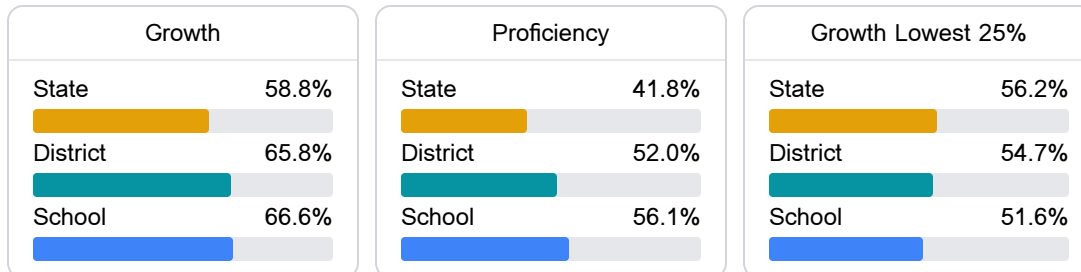 Growth
State 58.8%
District 65.8%
School 66.6%
Proficiency
State 41.8%
District 52.0%
School 56.1%
Growth Lowest 25%
State 56.2%
District 54.7%
School 51.6%